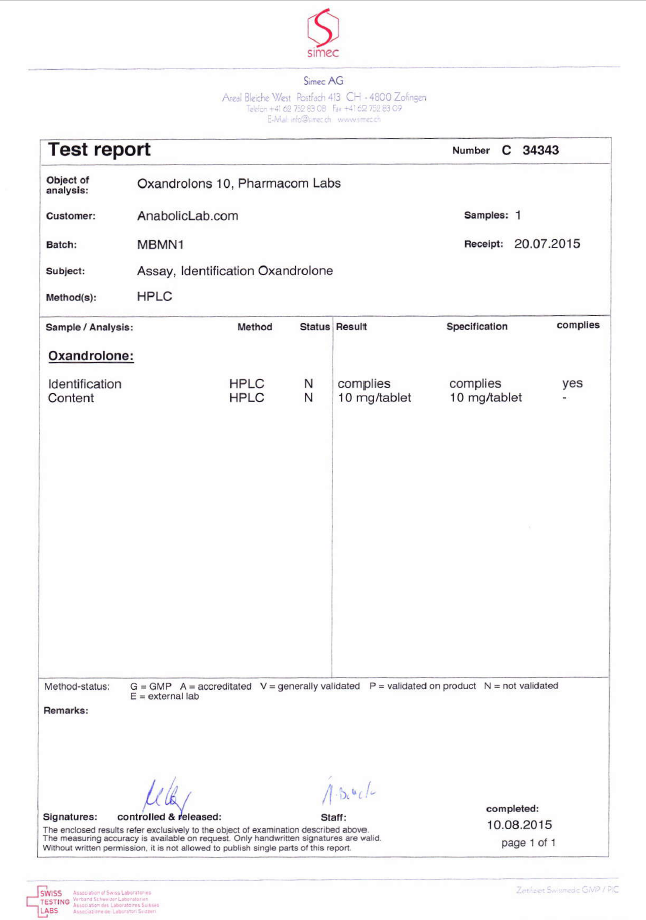 simec
Simec AG
Areal Bleiche West Postfach 413 CH - 4800 Zofingen
Telefon +41 62 752 83 08 Fax +41 62 752 83 09
E-Mail info@simec.ch www.simec.ch
Test report Number C 34343
Object of analysis: Oxandrolons 10, Pharmacom Labs
Customer: AnabolicLab.com Samples: 1
Batch: MBMN1 Receipt: 20.07.2015
Subject: Assay, Identification Oxandrolone
Method(s): HPLC
Sample / Analysis: Method Status Result Specification complies
Oxandrolone:
Identification HPLC N complies complies yes
Content HPLC N 10 mg/tablet 10 mg/tablet -
Method-status: G = GMP A = accreditated V = generally validated P = validated on product N = not validated
E = external lab
Remarks:
Signatures: controlled & released: Staff:
completed:
10.08.2015
page 1 of 1
The enclosed results refer exclusively to the object of examination described above.
The measuring accuracy is available on request. Only handwritten signatures are valid.
Without written permission, it is not allowed to publish single parts of this report.
SWISS
TESTING
LABS
Association of Swiss Laboratories
Verband Schweizer Laboratorien
Association des Laboratoires Suisses
Zertifiziert Swissmedic GMP / PIC